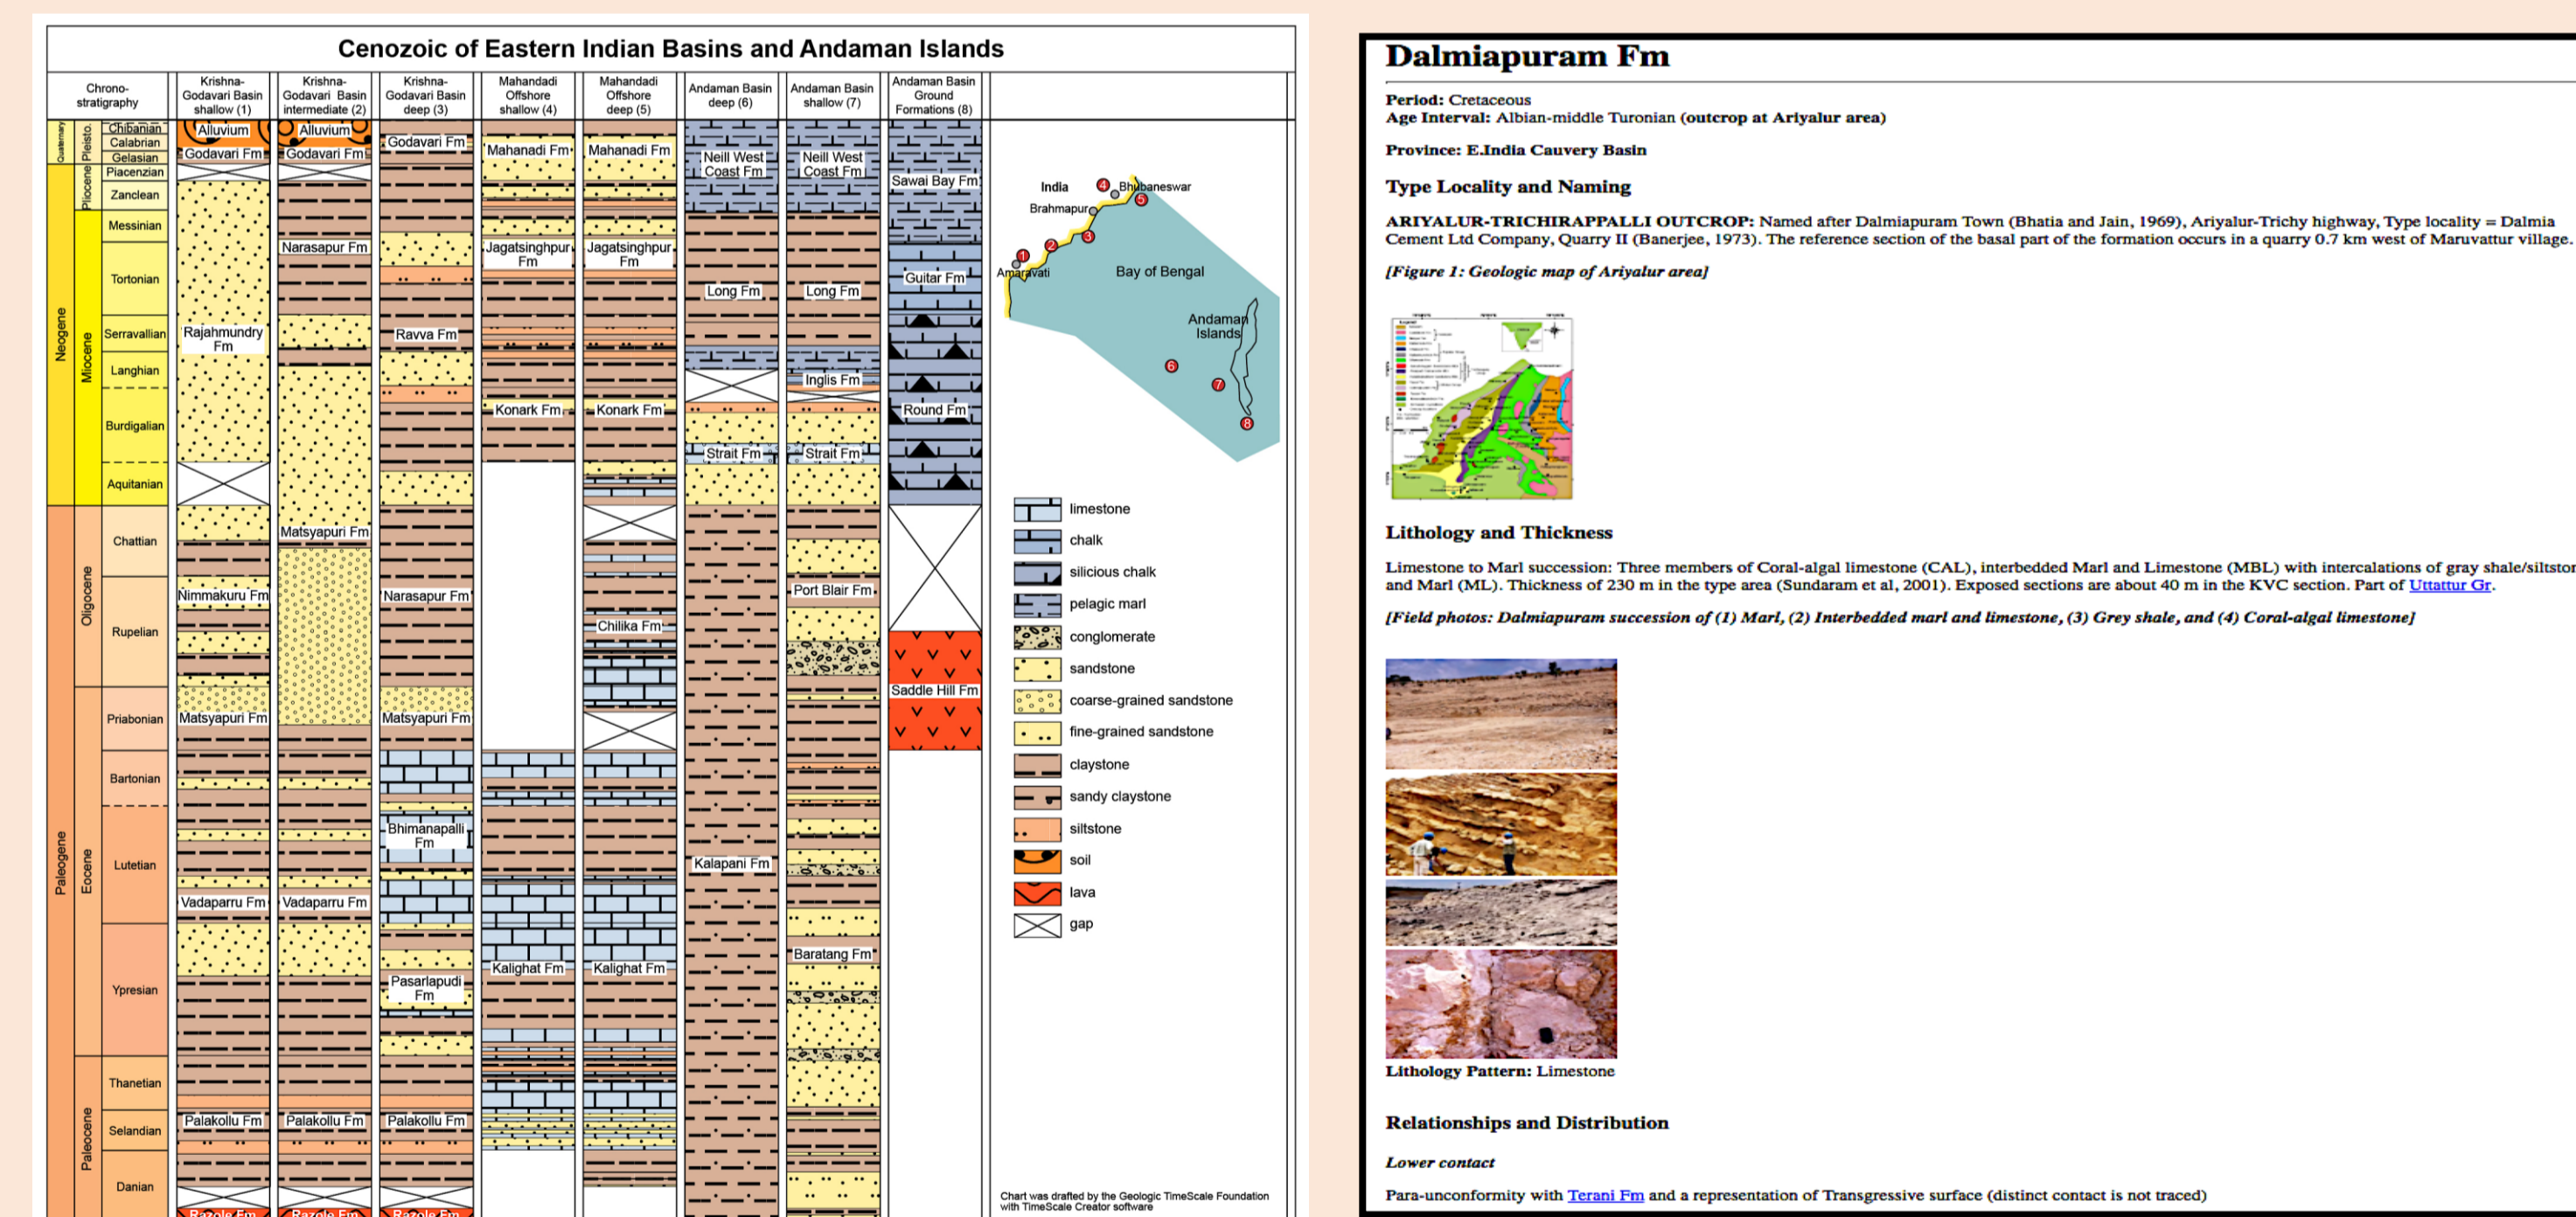 Cenozoic of Eastern Indian Basins and Andaman Islands
Chrono-
stratigraphy
Krishna-
Godavari Basin
shallow (1)
Krishna-
Godavari Basin
intermediate (2)
Krishna-
Godavari Basin
deep (3)
Mahandadi
Offshore
shallow (4)
Mahandadi
Offshore
deep (5)
Andaman Basin
deep (6)
Andaman Basin
shallow (7)
Andaman Basin
Ground
Formations (8)
Quaternary
Neogene
Paleogene
Pleisto.
Pliocene
Miocene
Oligocene
Eocene
Paleocene
Chibanian
Calabrian
Gelasian
Piacenzian
Zanclean
Messinian
Tortonian
Serravallian
Langhian
Burdigalian
Aquitanian
Chattian
Rupelian
Priabonian
Bartonian
Lutetian
Ypresian
Thanetian
Selandian
Danian
Alluvium
Godavari Fm
Rajahmundry
Fm
Nimmakuru Fm
Matsyapuri Fm
Vadaparru Fm
Palakollu Fm
Razole Fm
Alluvium
Godavari Fm
Narasapur Fm
Matsyapuri Fm
Vadaparru Fm
Palakollu Fm
Razole Fm
Godavari Fm
Ravva Fm
Narasapur Fm
Matsyapuri Fm
Bhimanapalli
Fm
Pasarlapudi
Fm
Palakollu Fm
Razole Fm
Mahanadi Fm
Jagatsinghpur
Fm
Konark Fm
Kalighat Fm
Mahanadi Fm
Jagatsinghpur
Fm
Konark Fm
Chilika Fm
Kalighat Fm
Neill West
Coast Fm
Long Fm
Strait Fm
Kalapani Fm
Neill West
Coast Fm
Long Fm
Inglis Fm
Strait Fm
Port Blair Fm
Baratang Fm
Sawai Bay Fm
Guitar Fm
Round Fm
Saddle Hill Fm
India
4
Bhubaneswar
5
Brahmapur
3
2
1
Amaravati
Bay of Bengal
Andaman
Islands
6
7
8
limestone
chalk
silicious chalk
pelagic marl
conglomerate
sandstone
coarse-grained sandstone
fine-grained sandstone
claystone
sandy claystone
siltstone
soil
lava
gap
Chart was drafted by the Geologic TimeScale Foundation
with TimeScale Creator software
Dalmiapuram Fm
Period: Cretaceous
Age Interval: Albian-middle Turonian (outcrop at Ariyalur area)
Province: E.India Cauvery Basin
Type Locality and Naming
ARIYALUR-TRICHIRAPPALLI OUTCROP: Named after Dalmiapuram Town (Bhatia and Jain, 1969), Ariyalur-Trichy highway, Type locality = Dalmia
Cement Ltd Company, Quarry II (Banerjee, 1973). The reference section of the basal part of the formation occurs in a quarry 0.7 km west of Maruvattur village.
[Figure 1: Geologic map of Ariyalur area]
Lithology and Thickness
Limestone to Marl succession: Three members of Coral-algal limestone (CAL), interbedded Marl and Limestone (MBL) with intercalations of gray shale/siltstor
and Marl (ML). Thickness of 230 m in the type area (Sundaram et al, 2001). Exposed sections are about 40 m in the KVC section. Part of Uttattur Gr.
[Field photos: Dalmiapuram succession of (1) Marl, (2) Interbedded marl and limestone, (3) Grey shale, and (4) Coral-algal limestone]
Lithology Pattern: Limestone
Relationships and Distribution
Lower contact
Para-unconformity with Terani Fm and a representation of Transgressive surface (distinct contact is not traced)